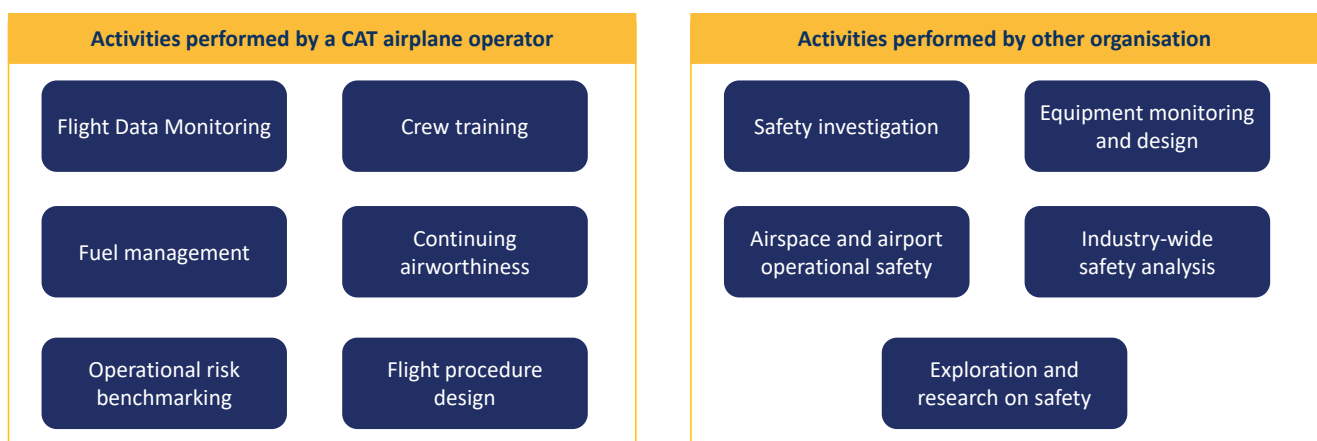 Activities performed by a CAT airplane operator
Flight Data Monitoring
Crew training
Fuel management
Continuing
airworthiness
Operational risk
benchmarking
Flight procedure
design
Activities performed by other organisation
Safety investigation
Equipment monitoring
and design
Airspace and airport
operational safety
Industry-wide
safety analysis
Exploration and
research on safety